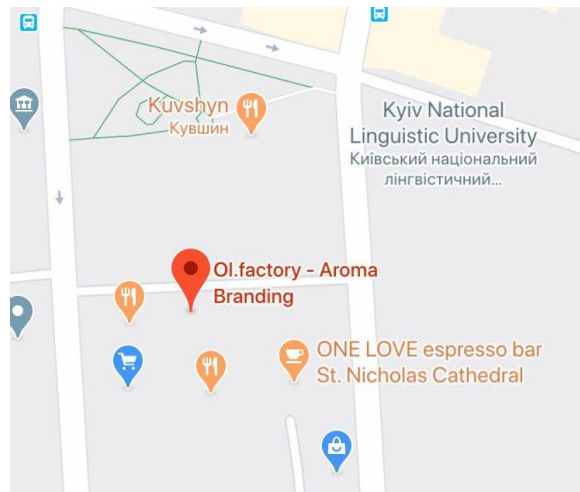 Kuvshyn
Кувшин
Kyiv National
Linguistic University
Київський національний
лінгвістичний...
Ol.factory - Aroma
Branding
ONE LOVE espresso bar
St. Nicholas Cathedral